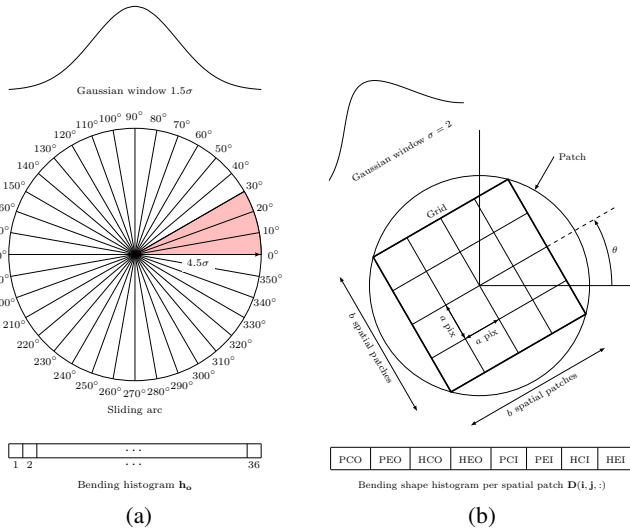 Gaussian window 1.5σ
90°
100° 80°
110° 70°
120° 60°
130° 50°
140° 40°
150° 30°
20°
10°
0°
4.5σ
350°
340°
330°
210°
220° 320°
230° 310°
240° 300°
250° 290°
260° 280°
270°
Sliding arc
...
1 2 ... 36
Bending histogram h_o
(a)
Gaussian window σ = 2
Patch
Grid
θ
a pix
a pix
b spatial patches
b spatial patches
PCO PEO HCO HEO PCI PEI HCI HEI
Bending shape histogram per spatial patch D(i, j, :)
(b)